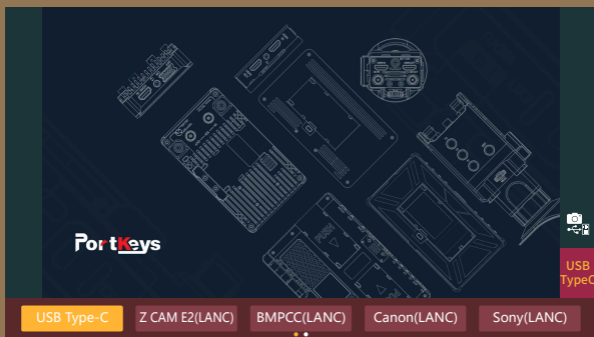 PortKeys
USB
TypeC
USB Type-C
Z CAM E2(LANC)
BMPCC(LANC)
Canon(LANC)
Sony(LANC)